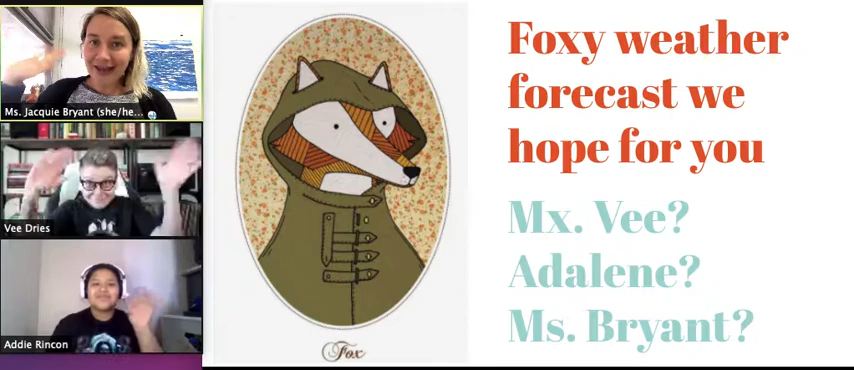 Ms. Jacquie Bryant (she/he...
Vee Dries
Addie Rincon
Fox
Foxy weather
forecast we
hope for you
Mx. Vee?
Adalene?
Ms. Bryant?